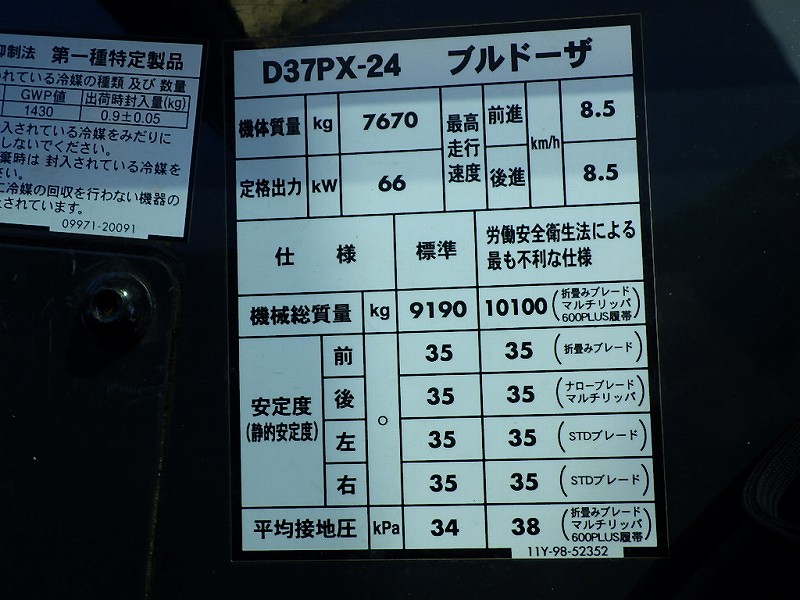 抑制法 第一種特定製品
れている冷媒の種類 及び 数量
GWP値 出荷時封入量(kg)
1430 0.9±0.05
入されている冷媒をみだりに
しないでください。
棄時は 封入されている冷媒を
さい。
に冷媒の回収を行わない機器の
されています。
09971-20091
D37PX-24 ブルドーザ
機体質量 kg 7670 最高走行速度 前進 km/h 8.5
定格出力 kW 66 後進 8.5
仕様 標準 労働安全衛生法による
最も不利な仕様
機械総質量 kg 9190 10100 (折畳みブレード
マルチリッパ
600PLUS履帯)
安定度
(静的安定度)
前 ° 35 35 (折畳みブレード)
後 35 35 (ナローブレード
マルチリッパ)
左 35 35 (STDブレード)
右 35 35 (STDブレード)
平均接地圧 kPa 34 38 (折畳みブレード
マルチリッパ
600PLUS履帯)
11Y-98-52352